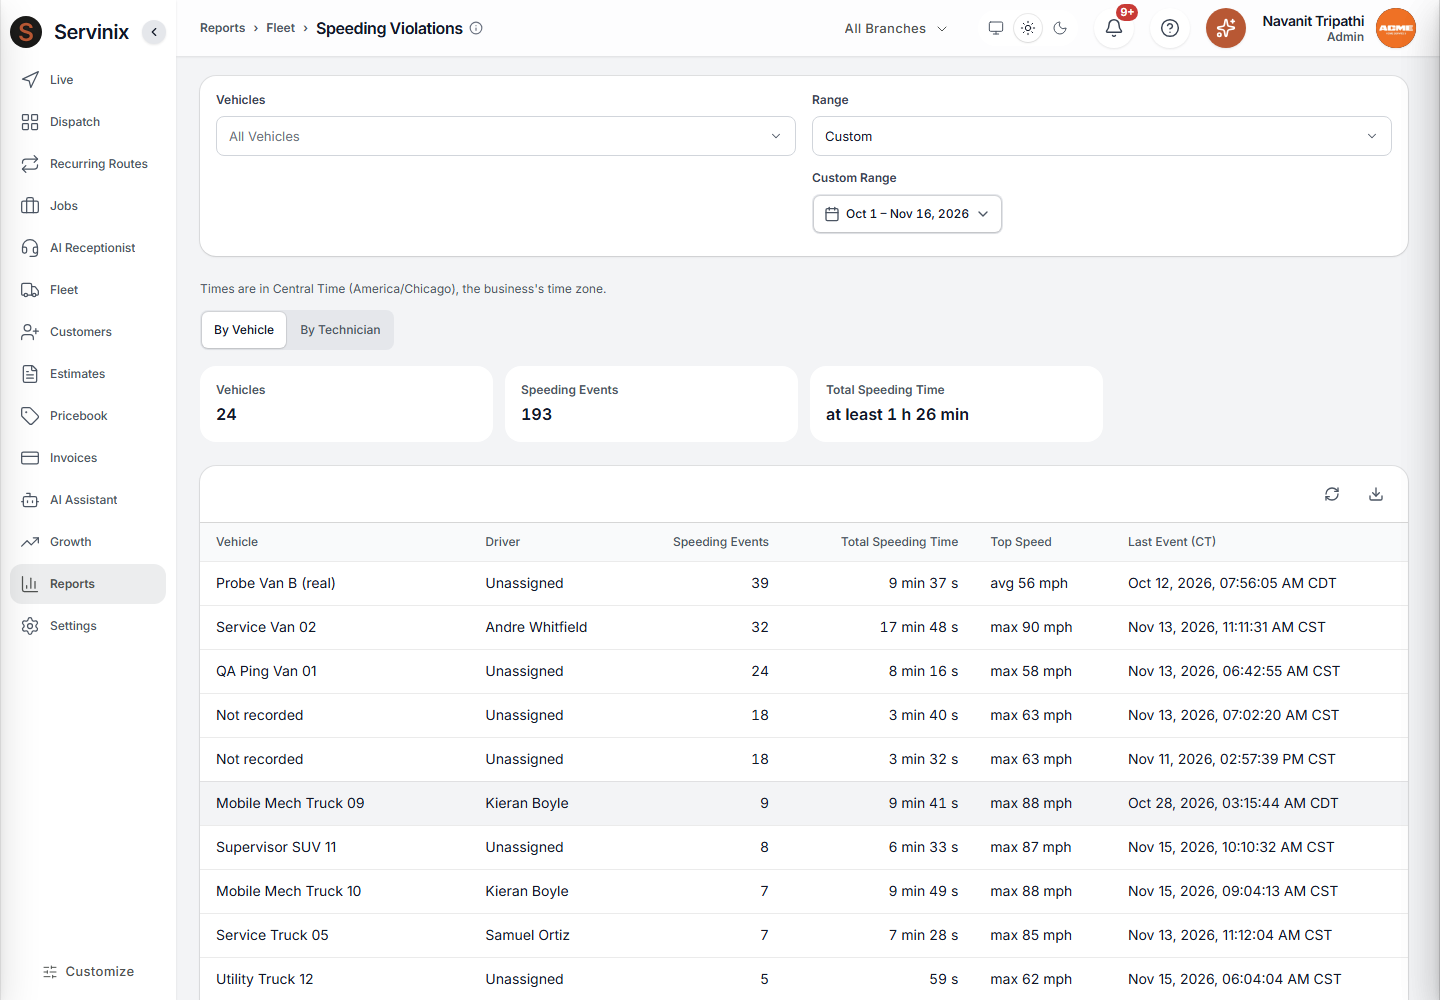 S Servinix
Reports › Fleet › Speeding Violations
All Branches
9+
Navanit Tripathi
Admin
ACME
Live
Dispatch
Recurring Routes
Jobs
AI Receptionist
Fleet
Customers
Estimates
Pricebook
Invoices
AI Assistant
Growth
Reports
Settings
Customize
Vehicles
All Vehicles
Range
Custom
Custom Range
Oct 1 – Nov 16, 2026
Times are in Central Time (America/Chicago), the business's time zone.
By Vehicle By Technician
Vehicles
24
Speeding Events
193
Total Speeding Time
at least 1 h 26 min
Vehicle Driver Speeding Events Total Speeding Time Top Speed Last Event (CT)
Probe Van B (real) Unassigned 39 9 min 37 s avg 56 mph Oct 12, 2026, 07:56:05 AM CDT
Service Van 02 Andre Whitfield 32 17 min 48 s max 90 mph Nov 13, 2026, 11:11:31 AM CST
QA Ping Van 01 Unassigned 24 8 min 16 s max 58 mph Nov 13, 2026, 06:42:55 AM CST
Not recorded Unassigned 18 3 min 40 s max 63 mph Nov 13, 2026, 07:02:20 AM CST
Not recorded Unassigned 18 3 min 32 s max 63 mph Nov 11, 2026, 02:57:39 PM CST
Mobile Mech Truck 09 Kieran Boyle 9 9 min 41 s max 88 mph Oct 28, 2026, 03:15:44 AM CDT
Supervisor SUV 11 Unassigned 8 6 min 33 s max 87 mph Nov 15, 2026, 10:10:32 AM CST
Mobile Mech Truck 10 Kieran Boyle 7 9 min 49 s max 88 mph Nov 15, 2026, 09:04:13 AM CST
Service Truck 05 Samuel Ortiz 7 7 min 28 s max 85 mph Nov 13, 2026, 11:12:04 AM CST
Utility Truck 12 Unassigned 5 59 s max 62 mph Nov 15, 2026, 06:04:04 AM CST